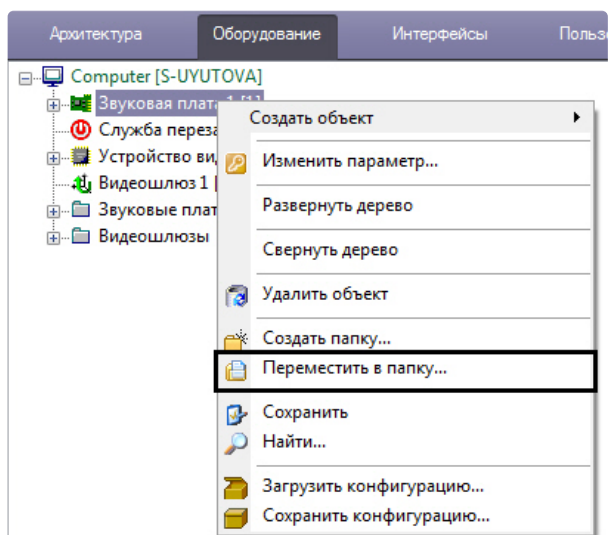 Архитектура Оборудование Интерфейсы
Computer [S-UYUTOVA]
Звуковая плата 1 [1]
Служба
Устройство
Видеошлюз 1
Звуковые
Видеошлюзы
Создать объект
Изменить параметр...
Развернуть дерево
Свернуть дерево
Удалить объект
Создать папку...
Переместить в папку...
Сохранить
Найти...
Загрузить конфигурацию...
Сохранить конфигурацию...